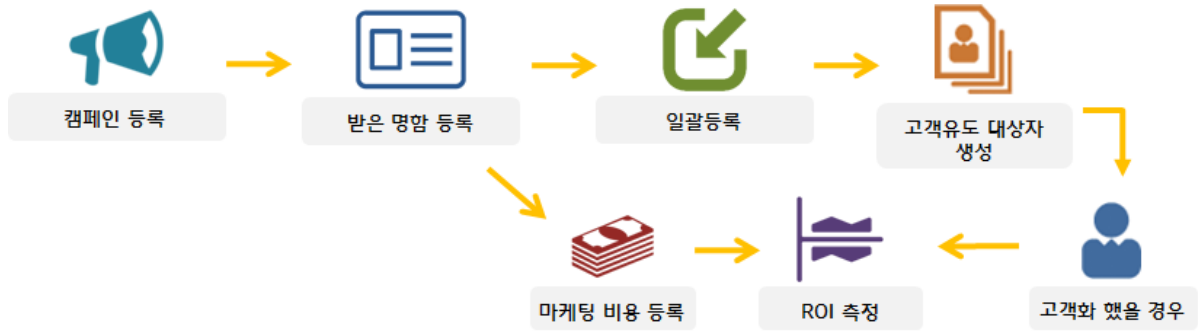 캠페인 등록
받은 명함 등록
일괄등록
고객유도 대상자
생성
마케팅 비용 등록
ROI 측정
고객화 했을 경우